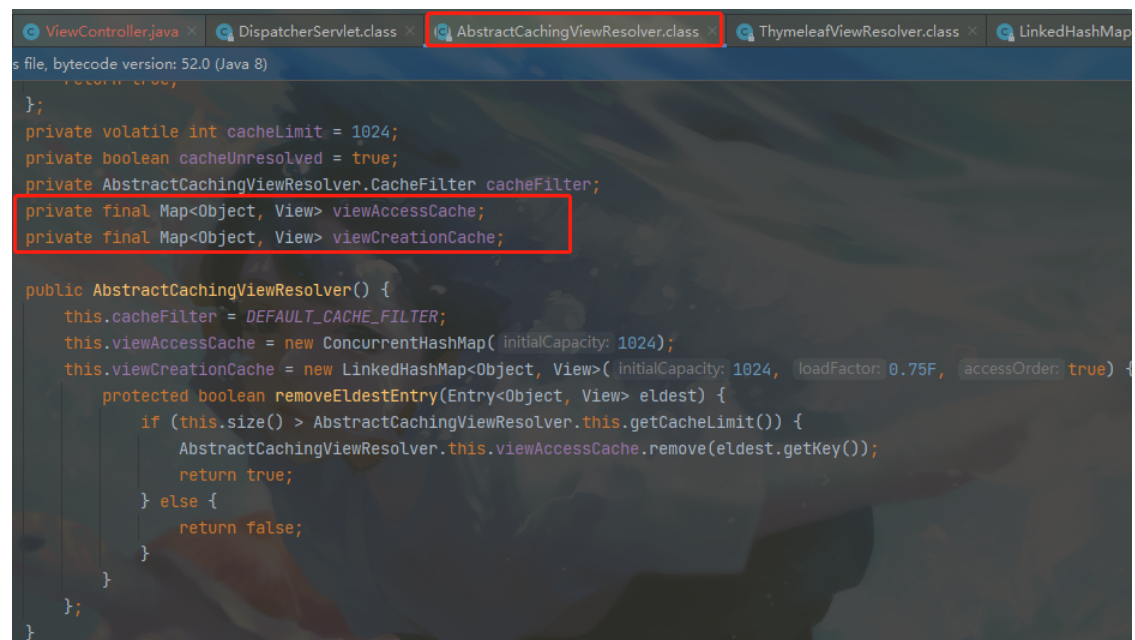 ViewController.java DispatcherServlet.class AbstractCachingViewResolver.class ThymeleafViewResolver.class LinkedHashMap
s file, bytecode version: 52.0 (Java 8)
return true;
};
private volatile int cacheLimit = 1024;
private boolean cacheUnresolved = true;
private AbstractCachingViewResolver.CacheFilter cacheFilter;
private final Map<Object, View> viewAccessCache;
private final Map<Object, View> viewCreationCache;
public AbstractCachingViewResolver() {
this.cacheFilter = DEFAULT_CACHE_FILTER;
this.viewAccessCache = new ConcurrentHashMap( initialCapacity: 1024);
this.viewCreationCache = new LinkedHashMap<Object, View>( initialCapacity: 1024, loadFactor: 0.75F, accessOrder: true) {
protected boolean removeEldestEntry(Entry<Object, View> eldest) {
if (this.size() > AbstractCachingViewResolver.this.getCacheLimit()) {
AbstractCachingViewResolver.this.viewAccessCache.remove(eldest.getKey());
return true;
} else {
return false;
}
}
};
}